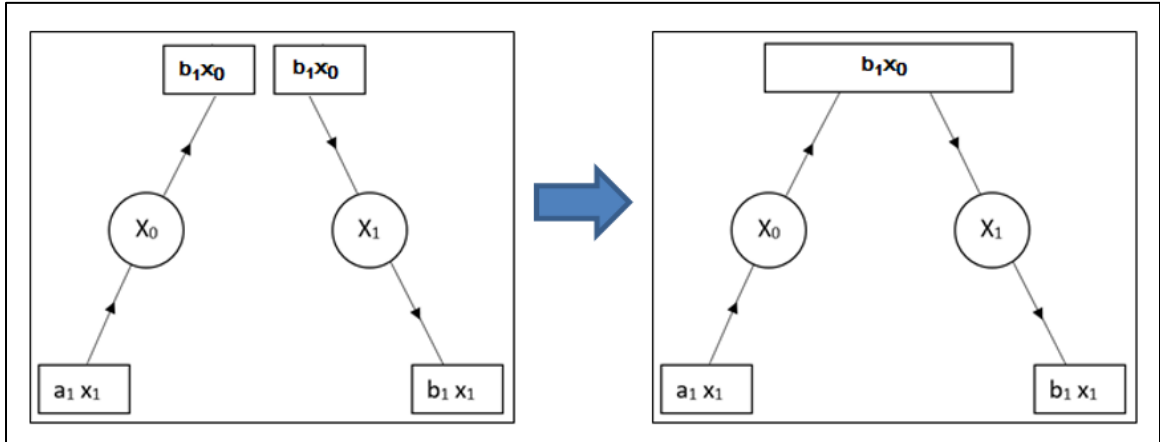 b₁x₀ b₁x₀ b₁x₀
X₀ X₁ X₀ X₁
a₁ x₁ b₁ x₁ a₁ x₁ b₁ x₁